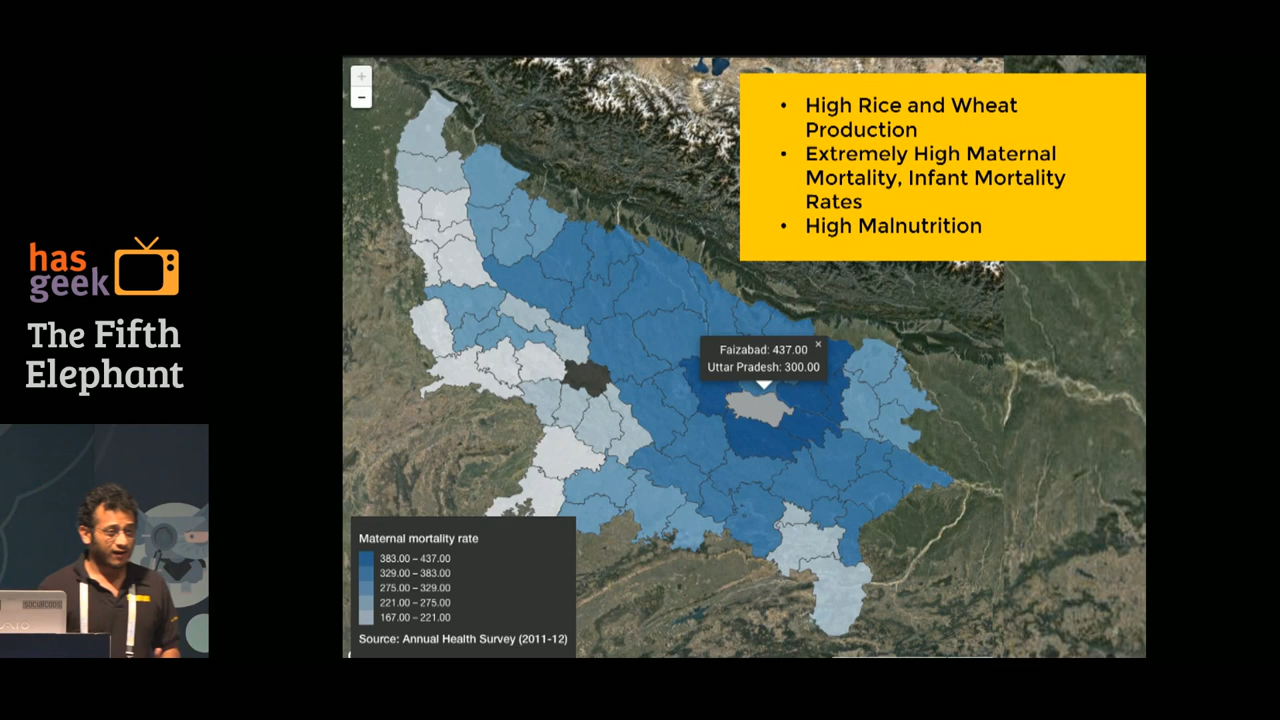 has
geek
The Fifth
Elephant
+
−
• High Rice and Wheat
Production
• Extremely High Maternal
Mortality, Infant Mortality
Rates
• High Malnutrition
Faizabad: 437.00 ×
Uttar Pradesh: 300.00
Maternal mortality rate
383.00 – 437.00
329.00 – 383.00
275.00 – 329.00
221.00 – 275.00
167.00 – 221.00
Source: Annual Health Survey (2011-12)
SOCIALCOPS